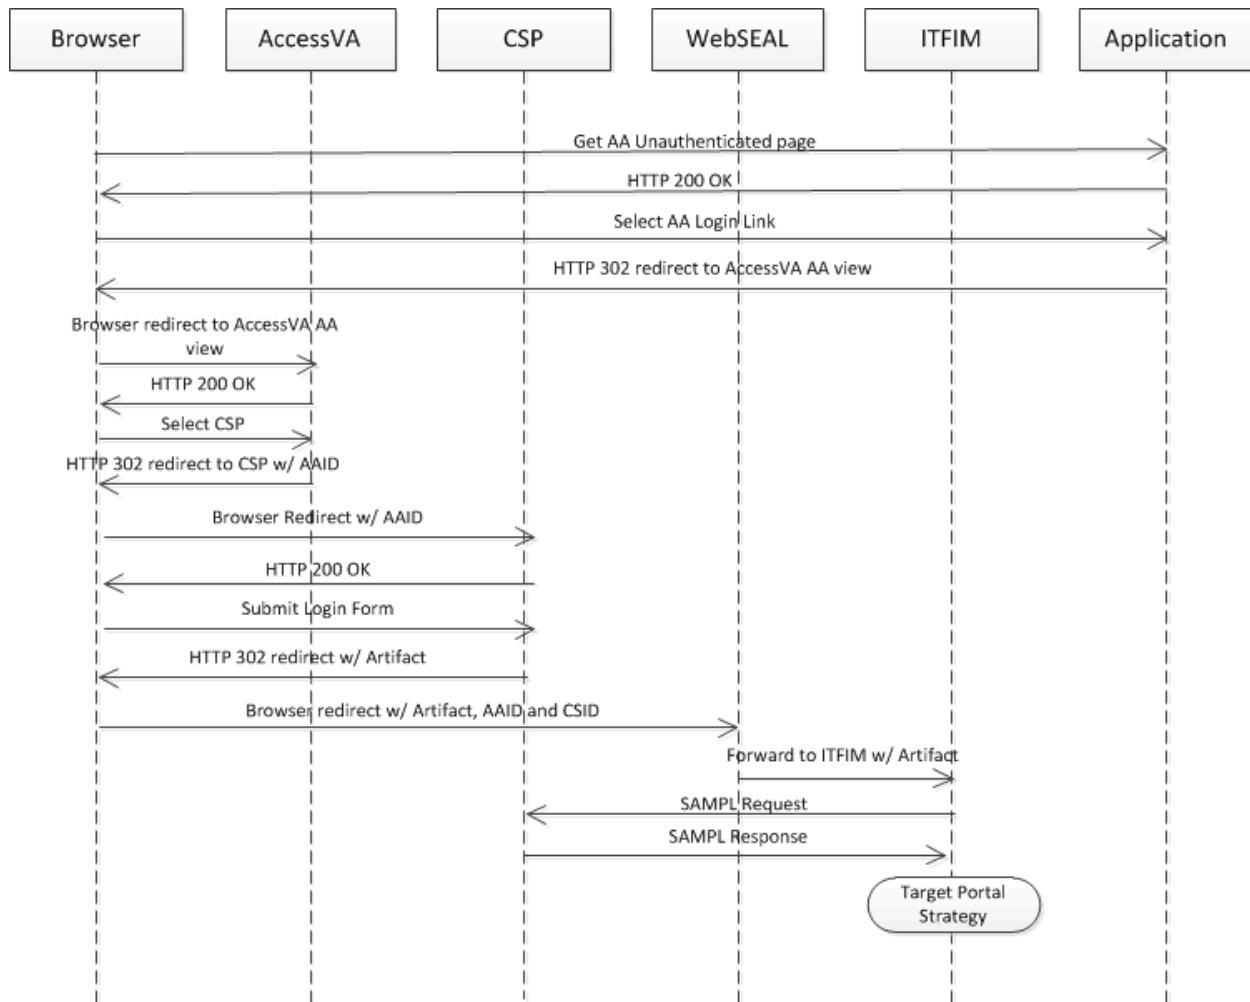 Browser
AccessVA
CSP
WebSEAL
ITFIM
Application
Get AA Unauthenticated page
HTTP 200 OK
Select AA Login Link
HTTP 302 redirect to AccessVA AA view
Browser redirect to AccessVA AA
view
HTTP 200 OK
Select CSP
HTTP 302 redirect to CSP w/ AAID
Browser Redirect w/ AAID
HTTP 200 OK
Submit Login Form
HTTP 302 redirect w/ Artifact
Browser redirect w/ Artifact, AAID and CSID
Forward to ITFIM w/ Artifact
SAMPL Request
SAMPL Response
Target Portal
Strategy